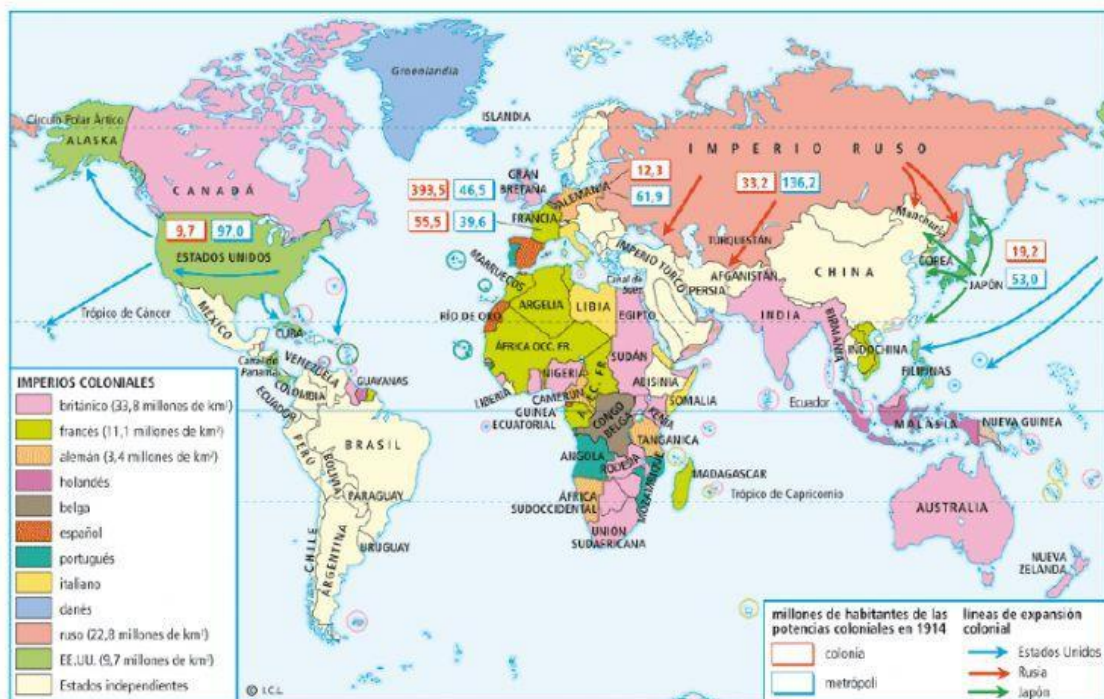 Groenlandia
Círculo Polar Ártico
ALASKA
ISLANDIA
CANADÁ
IMPERIO RUSO
GRAN
BRETAÑA
393,5 46,5
ALEMANIA
12,3
61,9
33,2 136,2
55,5 39,6
FRANCIA
9,7 97,0
ESTADOS UNIDOS
Manchuria
TURQUESTÁN
COREA
19,2
JAPÓN
53,0
IMPERIO TURCO
AFGANISTÁN
PERSIA
CHINA
MARRUECOS
Canal de
Suez
ARGELIA
LIBIA
EGIPTO
INDIA
BIRMANIA
Trópico de Cáncer
MÉXICO
CUBA
RÍO DE ORO
ÁFRICA OCC. FR.
SUDÁN
INDOCHINA
FILIPINAS
Canal de
Panamá
VENEZUELA
GUAYANAS
COLOMBIA
ECUADOR
NIGERIA
ABISINIA
LIBERIA
CAMERÚN
Á. EC. FR.
SOMALIA
GUINEA
ECUATORIAL
CONGO
BELGA
KENIA
Ecuador
MALASIA
NUEVA GUINEA
TANGANICA
BRASIL
PERÚ
BOLIVIA
ANGOLA
RODESIA
MOZAMBIQUE
MADAGASCAR
PARAGUAY
ÁFRICA
SUDOCCIDENTAL
Trópico de Capricornio
AUSTRALIA
CHILE
ARGENTINA
URUGUAY
UNIÓN
SUDAFRICANA
NUEVA
ZELANDA
IMPERIOS COLONIALES
británico (33,8 millones de km²)
francés (11,1 millones de km²)
alemán (3,4 millones de km²)
holandés
belga
español
portugués
italiano
danés
ruso (22,8 millones de km²)
EE.UU. (9,7 millones de km²)
Estados independientes
© I.C.L.
millones de habitantes de las
potencias coloniales en 1914
colonia
metrópoli
líneas de expansión
colonial
Estados Unidos
Rusia
Japón